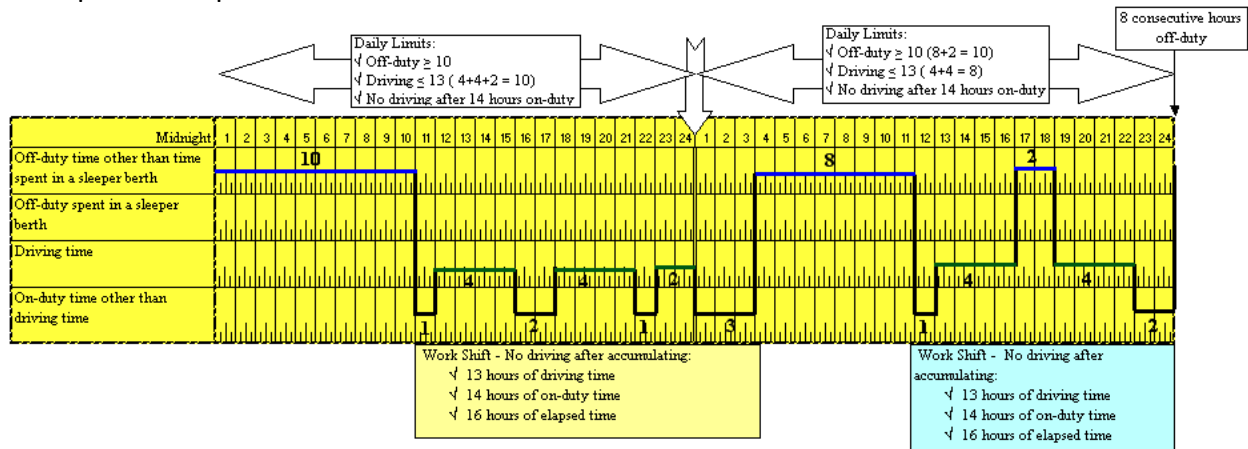 Daily Limits:
√ Off-duty ≥ 10
√ Driving ≤ 13 ( 4+4+2 = 10)
√ No driving after 14 hours on-duty
Daily Limits:
√ Off-duty ≥ 10 (8+2 = 10)
√ Driving ≤ 13 ( 4+4 = 8)
√ No driving after 14 hours on-duty
8 consecutive hours
off-duty
Midnight 1 2 3 4 5 6 7 8 9 10 11 12 13 14 15 16 17 18 19 20 21 22 23 24 1 2 3 4 5 6 7 8 9 10 11 12 13 14 15 16 17 18 19 20 21 22 23 24
Off-duty time other than time
spent in a sleeper berth
10 8 2
Off-duty spent in a sleeper
berth
Driving time
4 4 2 4 4
On-duty time other than
driving time
1 2 1 3 1 2
Work Shift - No driving after accumulating:
√ 13 hours of driving time
√ 14 hours of on-duty time
√ 16 hours of elapsed time
Work Shift - No driving after
accumulating:
√ 13 hours of driving time
√ 14 hours of on-duty time
√ 16 hours of elapsed time